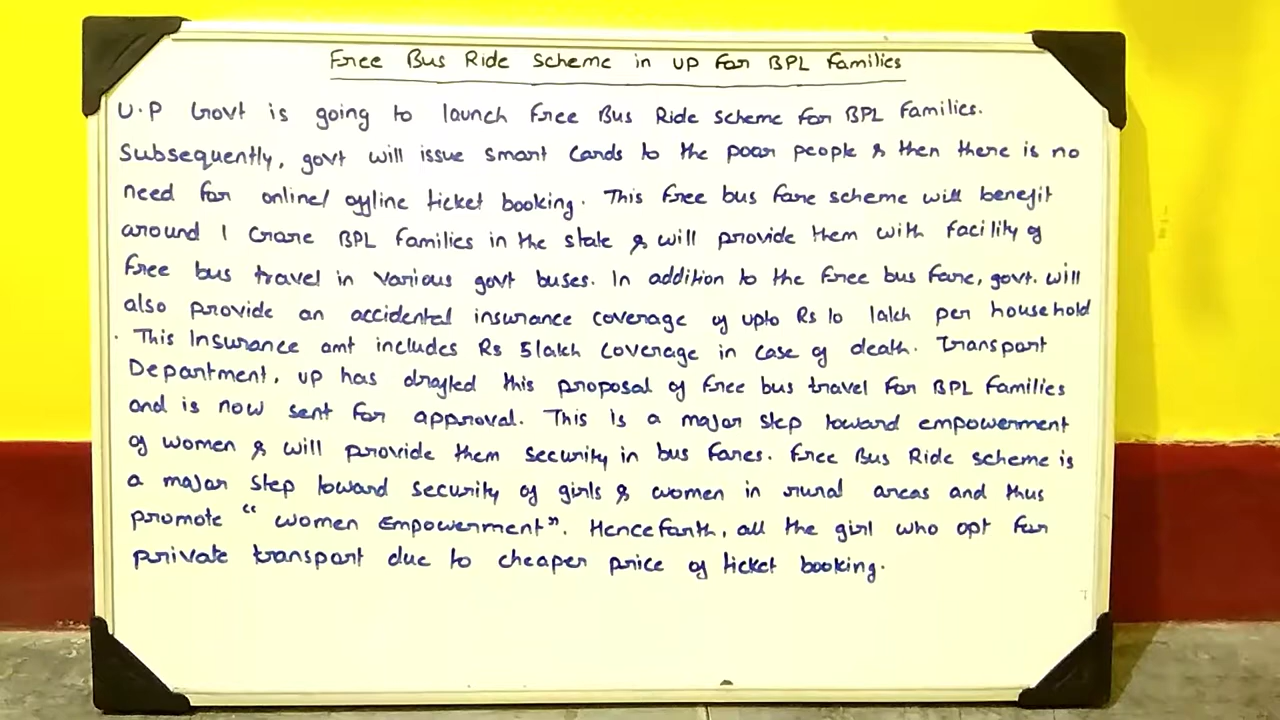 Free Bus Ride Scheme in UP For BPL Families
U.P Govt is going to launch Free Bus Ride scheme For BPL Families.
Subsequently, govt will issue smart cards to the poor people & then there is no
need for online/offline ticket booking. This free bus fare scheme will benefit
around 1 crore BPL families in the state & will provide them with facility of
free bus travel in various govt buses. In addition to the free bus fare, govt. will
also provide an accidental insurance coverage of upto Rs 10 lakh per household
. This Insurance amt includes Rs 5lakh coverage in case of death. Transport
Department, UP has drafted this proposal of free bus travel for BPL families
and is now sent for approval. This is a major step toward empowerment
of women & will provide them security in bus fares. Free Bus Ride scheme is
a major step toward security of girls & women in rural areas and thus
promote "Women Empowerment". Henceforth, all the girl who opt for
private transport due to cheaper price of ticket booking.